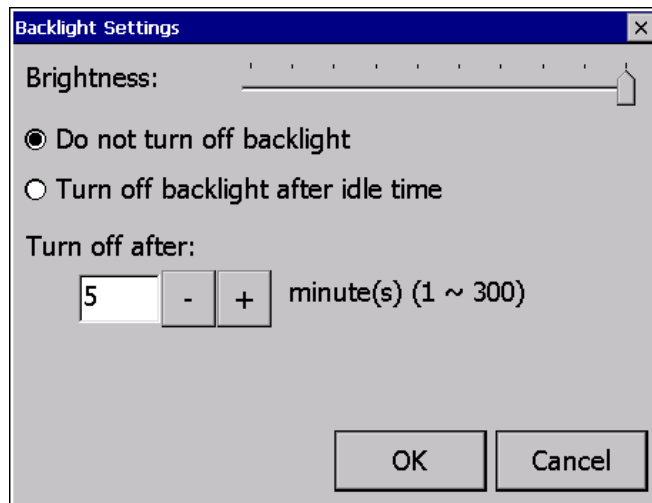 Backlight Settings
Brightness:
Do not turn off backlight
Turn off backlight after idle time
Turn off after:
5 - + minute(s) (1 ~ 300)
OK Cancel